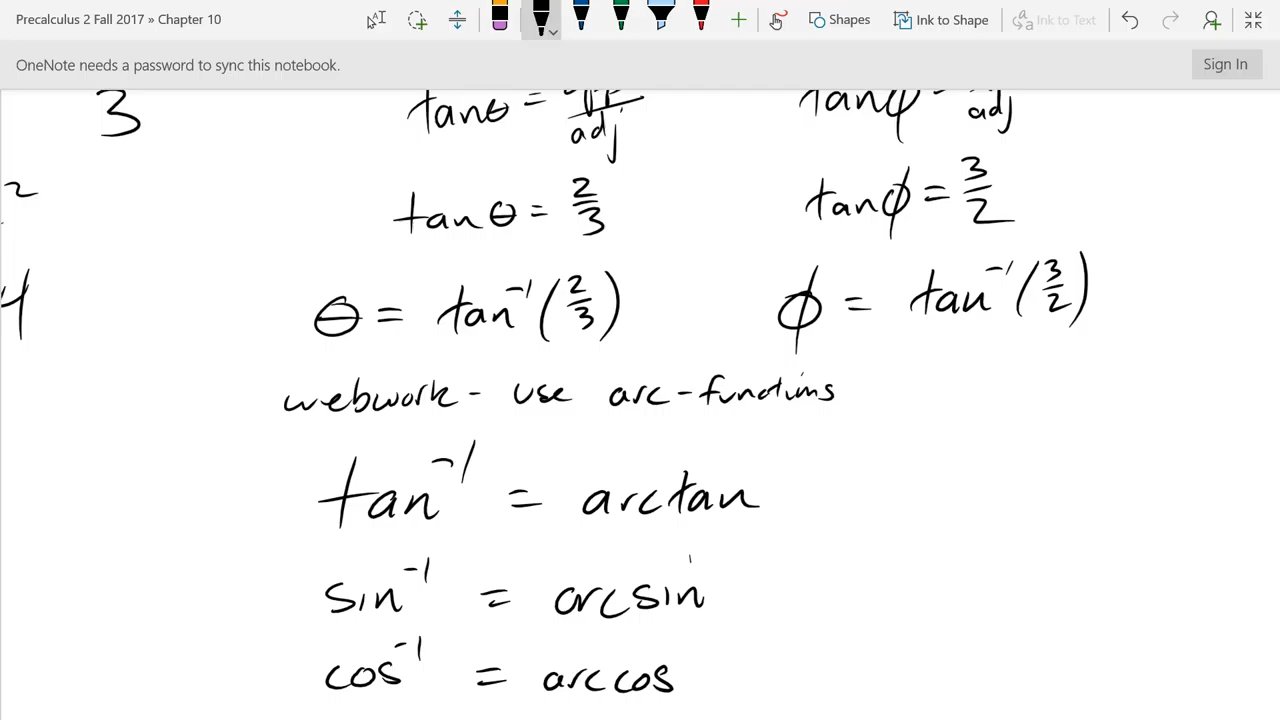 Precalculus 2 Fall 2017 » Chapter 10
Shapes
Ink to Shape
Ink to Text
OneNote needs a password to sync this notebook.
Sign In
3
tanθ = opp/adj
tanϕ = /adj
2
tanθ = 2/3
tanϕ = 3/2
4
θ = tan⁻¹(2/3)
ϕ = tan⁻¹(3/2)
webwork - use arc-functions
tan⁻¹ = arctan
sin⁻¹ = arcsin
cos⁻¹ = arccos